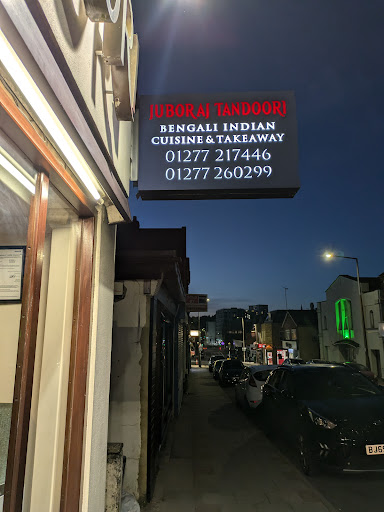 JUBORAJ TANDOORI
BENGALI INDIAN
CUISINE & TAKEAWAY
01277 217446
01277 260299